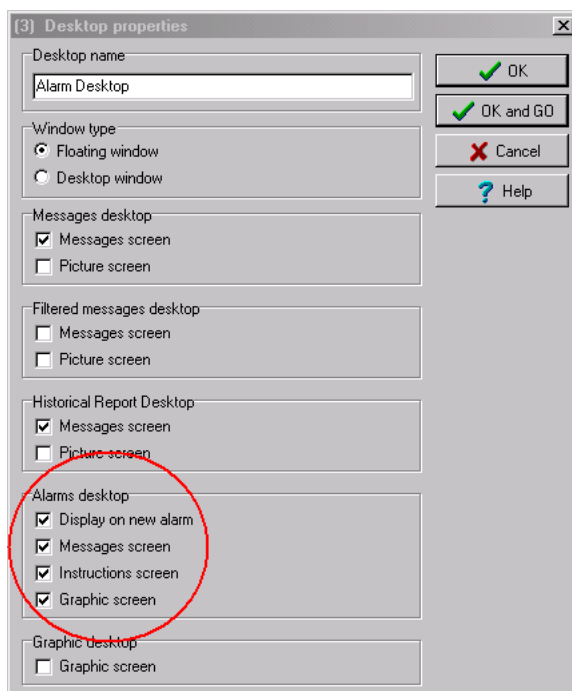 (3) Desktop properties
Desktop name
Alarm Desktop
OK
OK and GO
Cancel
Help
Window type
Floating window
Desktop window
Messages desktop
Messages screen
Picture screen
Filtered messages desktop
Messages screen
Picture screen
Historical Report Desktop
Messages screen
Picture screen
Alarms desktop
Display on new alarm
Messages screen
Instructions screen
Graphic screen
Graphic desktop
Graphic screen